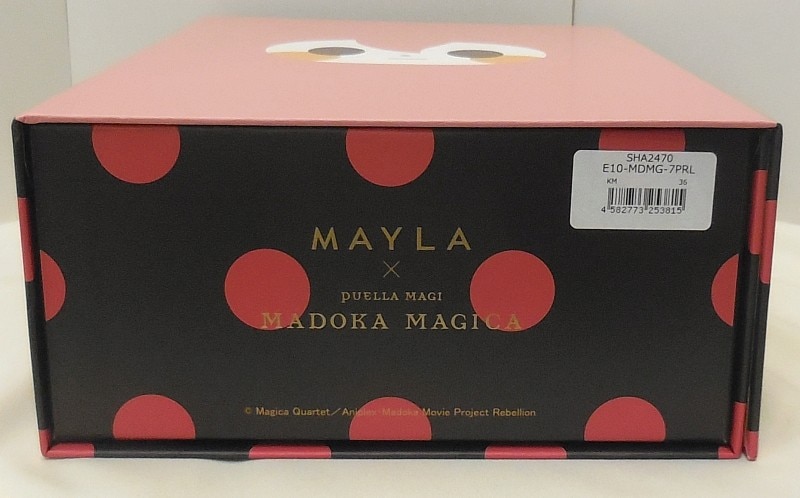 SHA2470
E10-MDMG-7PRL
KM 36
4 582773 253815
MAYLA
×
PUELLA MAGI
MADOKA MAGICA
© Magica Quartet／Aniplex・Madoka Movie Project Rebellion